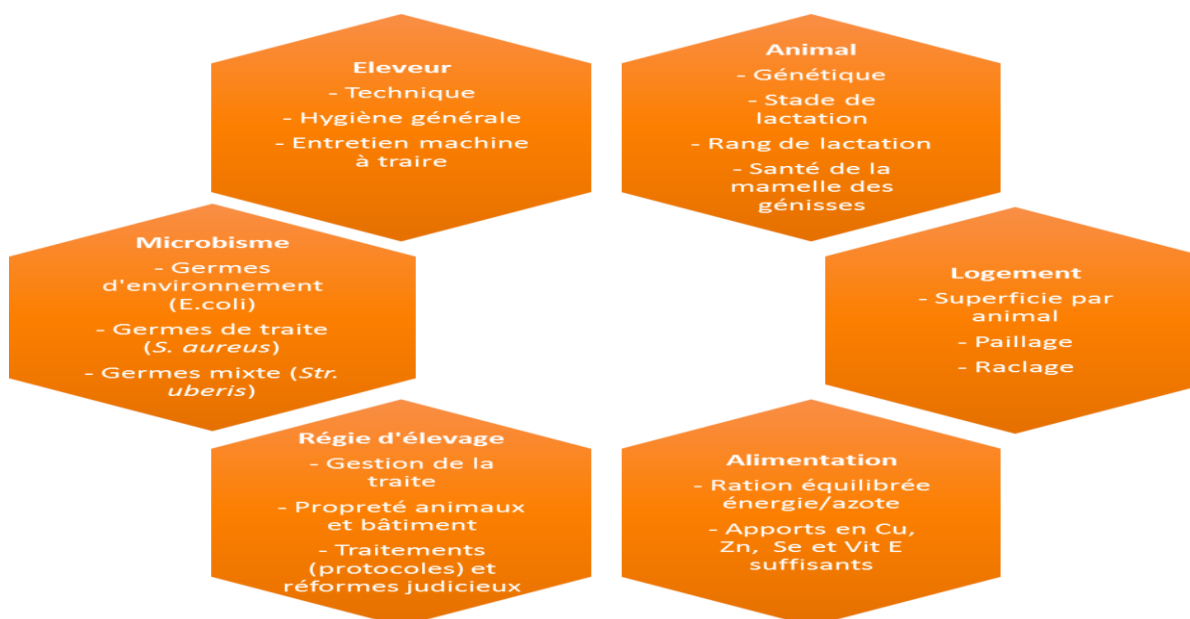 Eleveur
- Technique
- Hygiène générale
- Entretien machine
à traire
Animal
- Génétique
- Stade de
lactation
- Rang de lactation
- Santé de la
mamelle des
génisses
Microbisme
- Germes
d'environnement
(E.coli)
- Germes de traite
(S. aureus)
- Germes mixte (Str.
uberis)
Logement
- Superficie par
animal
- Paillage
- Raclage
Régie d'élevage
- Gestion de la
traite
- Propreté animaux
et bâtiment
- Traitements
(protocoles) et
réformes judicieux
Alimentation
- Ration équilibrée
énergie/azote
- Apports en Cu,
Zn, Se et Vit E
suffisants